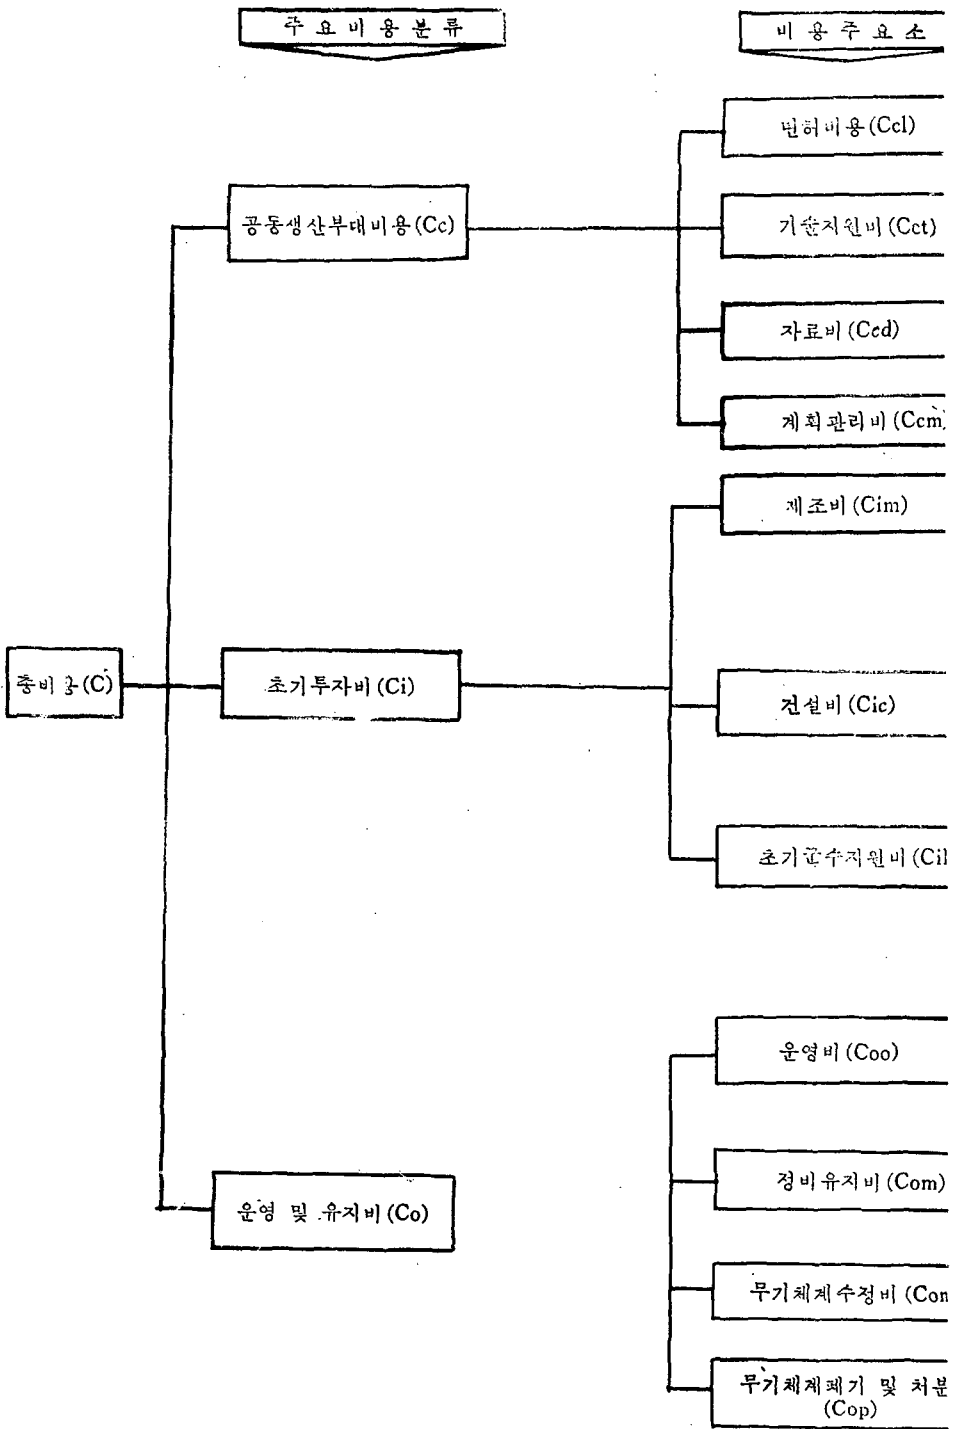 주요비용분류
비용주요소
면허비용(Ccl)
공동생산부대비용(Cc)
기술지원비(Cct)
자료비(Ccd)
계획관리비(Ccm)
제조비(Cim)
총비용(C)
초기투자비(Ci)
건설비(Cic)
초기군수지원비(Cil
운영비(Coo)
정비유지비(Com)
운영 및 유지비(Co)
무기체계수정비(Con
무기체계폐기 및 처분
(Cop)